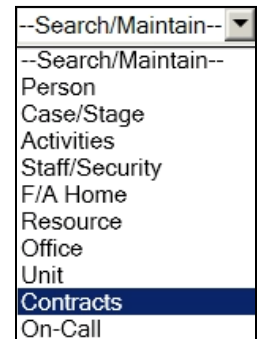 --Search/Maintain--
--Search/Maintain--
Person
Case/Stage
Activities
Staff/Security
F/A Home
Resource
Office
Unit
Contracts
On-Call